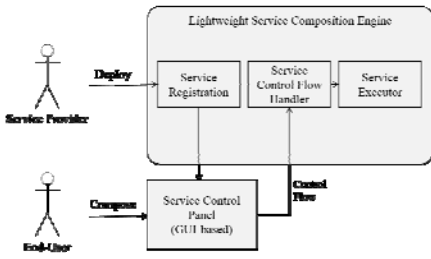 Lightweight Service Composition Engine
Deploy
Service
Registration
Service
Control Flow
Handler
Service
Executor
Service Provider
Compose
Service Control
Panel
(GUI based)
Control
Flow
End-User